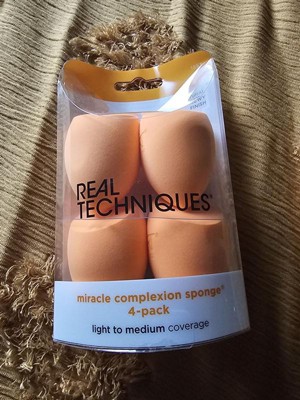 REAL
TECHNIQUES®
miracle complexion sponge®
4-pack
light to medium coverage